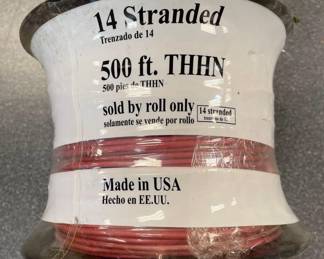 14 Stranded
Trenzado de 14
500 ft. THHN
500 pies de THHN
sold by roll only
solamente se vende por rollo
14 stranded
Made in USA
Hecho en EE.UU.